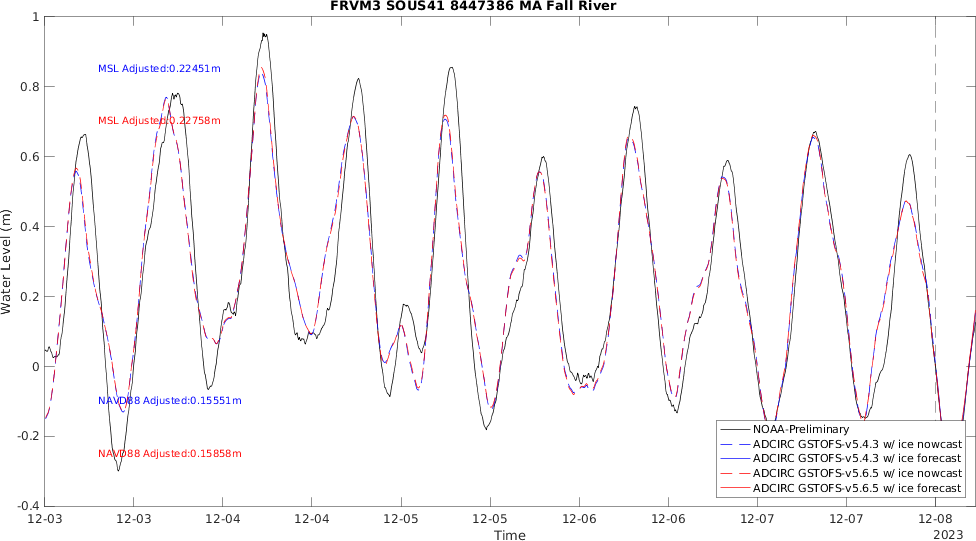 FRVM3 SOUS41 8447386 MA Fall River
1
0.8
0.6
0.4
0.2
0
-0.2
-0.4
Water Level (m)
MSL Adjusted:0.22451m
MSL Adjusted:0.22758m
NAVD88 Adjusted:0.15551m
NAVD88 Adjusted:0.15858m
NOAA-Preliminary
ADCIRC GSTOFS-v5.4.3 w/ ice nowcast
ADCIRC GSTOFS-v5.4.3 w/ ice forecast
ADCIRC GSTOFS-v5.6.5 w/ ice nowcast
ADCIRC GSTOFS-v5.6.5 w/ ice forecast
12-03 12-03 12-04 12-04 12-05 12-05 12-06 12-06 12-07 12-07 12-08
Time 2023